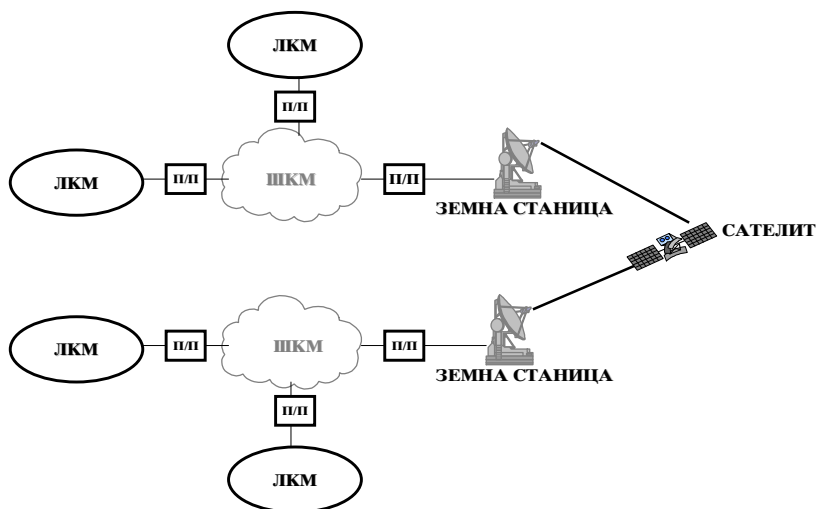 ЛКМ
П/П
ЛКМ
П/П
ШКМ
П/П
ЗЕМНА СТАНИЦА
САТЕЛИТ
ЛКМ
П/П
ШКМ
П/П
ЗЕМНА СТАНИЦА
П/П
ЛКМ